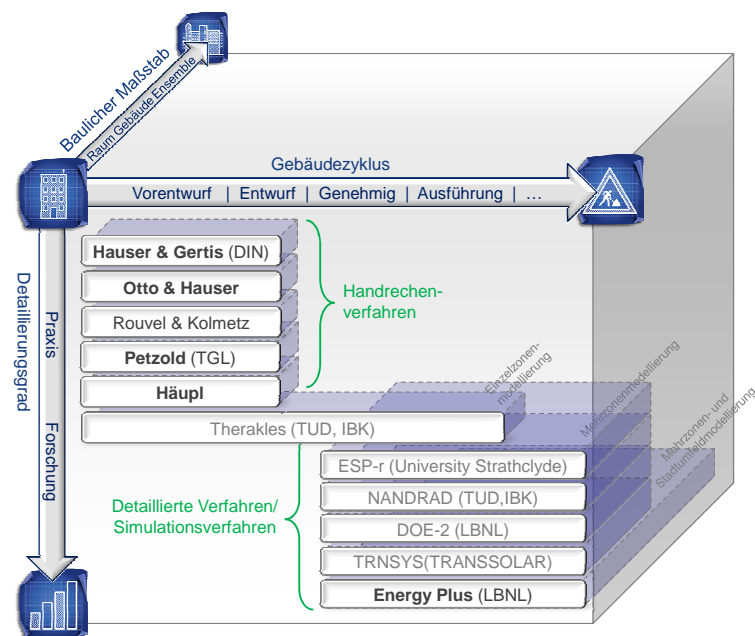 Baulicher Maßstab
Raum Gebäude Ensemble
Gebäudezyklus
Vorentwurf | Entwurf | Genehmig | Ausführung | ...
Detaillierungsgrad
Praxis
Forschung
Hauser & Gertis (DIN)
Otto & Hauser
Rouvel & Kolmetz
Petzold (TGL)
Häupl
Handrechen-
verfahren
Therakles (TUD, IBK)
Einzelzonen-
modellierung
Mehrzonenmodellierung
Mehrzonen- und
Stadtumfeldmodellierung
Detaillierte Verfahren/
Simulationsverfahren
ESP-r (University Strathclyde)
NANDRAD (TUD,IBK)
DOE-2 (LBNL)
TRNSYS(TRANSSOLAR)
Energy Plus (LBNL)